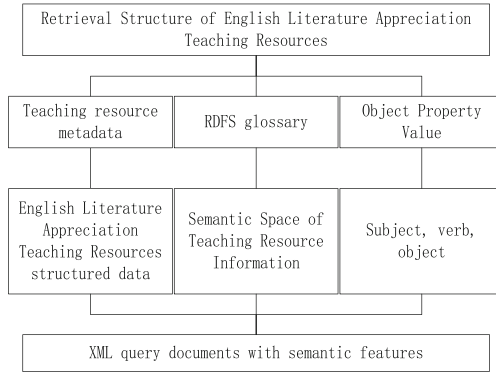 Retrieval Structure of English Literature Appreciation
Teaching Resources
Teaching resource
metadata
RDFS glossary
Object Property
Value
English Literature
Appreciation
Teaching Resources
structured data
Semantic Space of
Teaching Resource
Information
Subject, verb,
object
XML query documents with semantic features